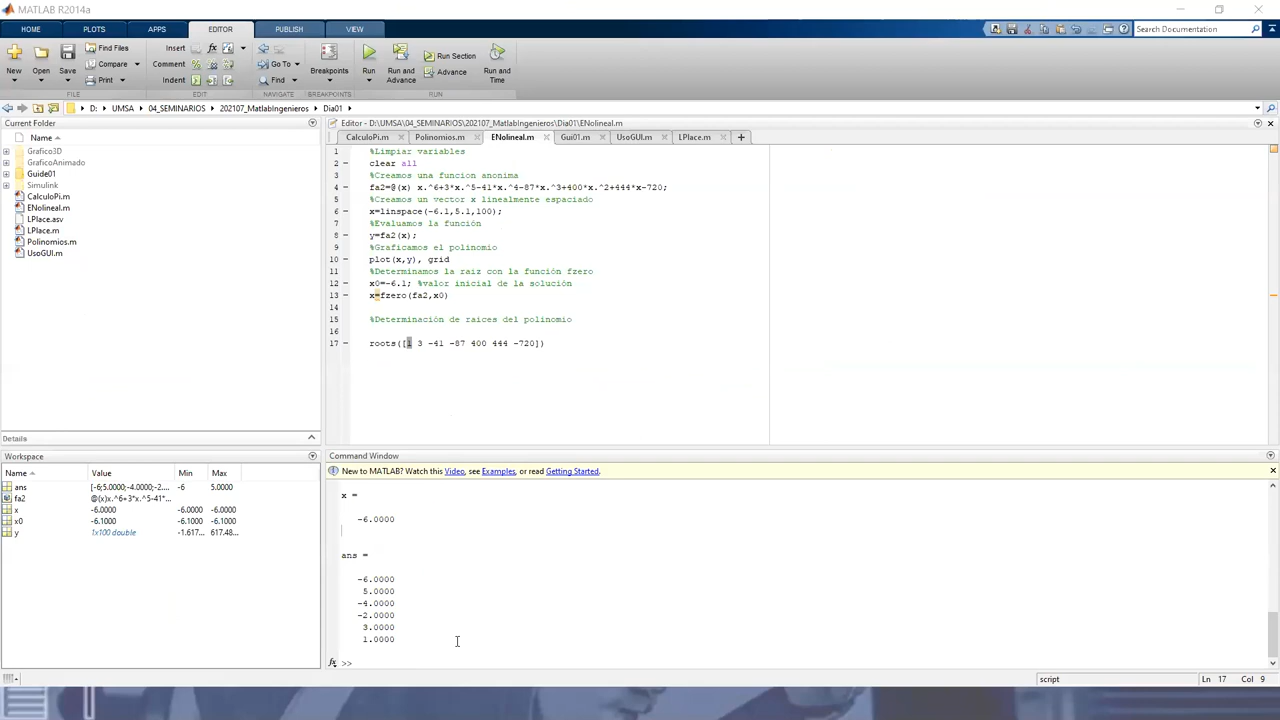 MATLAB R2014a
HOME PLOTS APPS EDITOR PUBLISH VIEW
Search Documentation
New Open Save Find Files Compare Print
Insert Comment Indent
Go To Find
Breakpoints
Run Run and Advance Run Section Advance Run and Time
FILE EDIT NAVIGATE BREAKPOINTS RUN
D: UMSA 04_SEMINARIOS 202107_MatlabIngenieros Dia01
Current Folder
Name
Grafico3D
GraficoAnimado
Guide01
Simulink
CalculoPi.m
ENolineal.m
LPlace.asv
LPlace.m
Polinomios.m
UsoGUI.m
Details
Workspace
Name Value Min Max
ans [-6;5.0000;-4.0000;-2.... -6 5.0000
fa2 @(x)x.^6+3*x.^5-41*...
x -6.0000 -6.0000 -6.0000
x0 -6.1000 -6.1000 -6.1000
y 1x100 double -1.617... 617.48...
Editor - D:\UMSA\04_SEMINARIOS\202107_MatlabIngenieros\Dia01\ENolineal.m
CalculoPi.m Polinomios.m ENolineal.m Gui01.m UsoGUI.m LPlace.m
1 %Limpiar variables
2 clear all
3 %Creamos una funcion anonima
4 fa2=@(x) x.^6+3*x.^5-41*x.^4-87*x.^3+400*x.^2+444*x-720;
5 %Creamos un vector x linealmente espaciado
6 x=linspace(-6.1,5.1,100);
7 %Evaluamos la función
8 y=fa2(x);
9 %Graficamos el polinomio
10 plot(x,y), grid
11 %Determinamos la raiz con la función fzero
12 x0=-6.1; %valor inicial de la solución
13 x=fzero(fa2,x0)
14
15 %Determinación de raices del polinomio
16
17 roots([1 3 -41 -87 400 444 -720])
Command Window
New to MATLAB? Watch this Video, see Examples, or read Getting Started.
x =
-6.0000
ans =
-6.0000
5.0000
-4.0000
-2.0000
3.0000
1.0000
fx >>
script Ln 17 Col 9